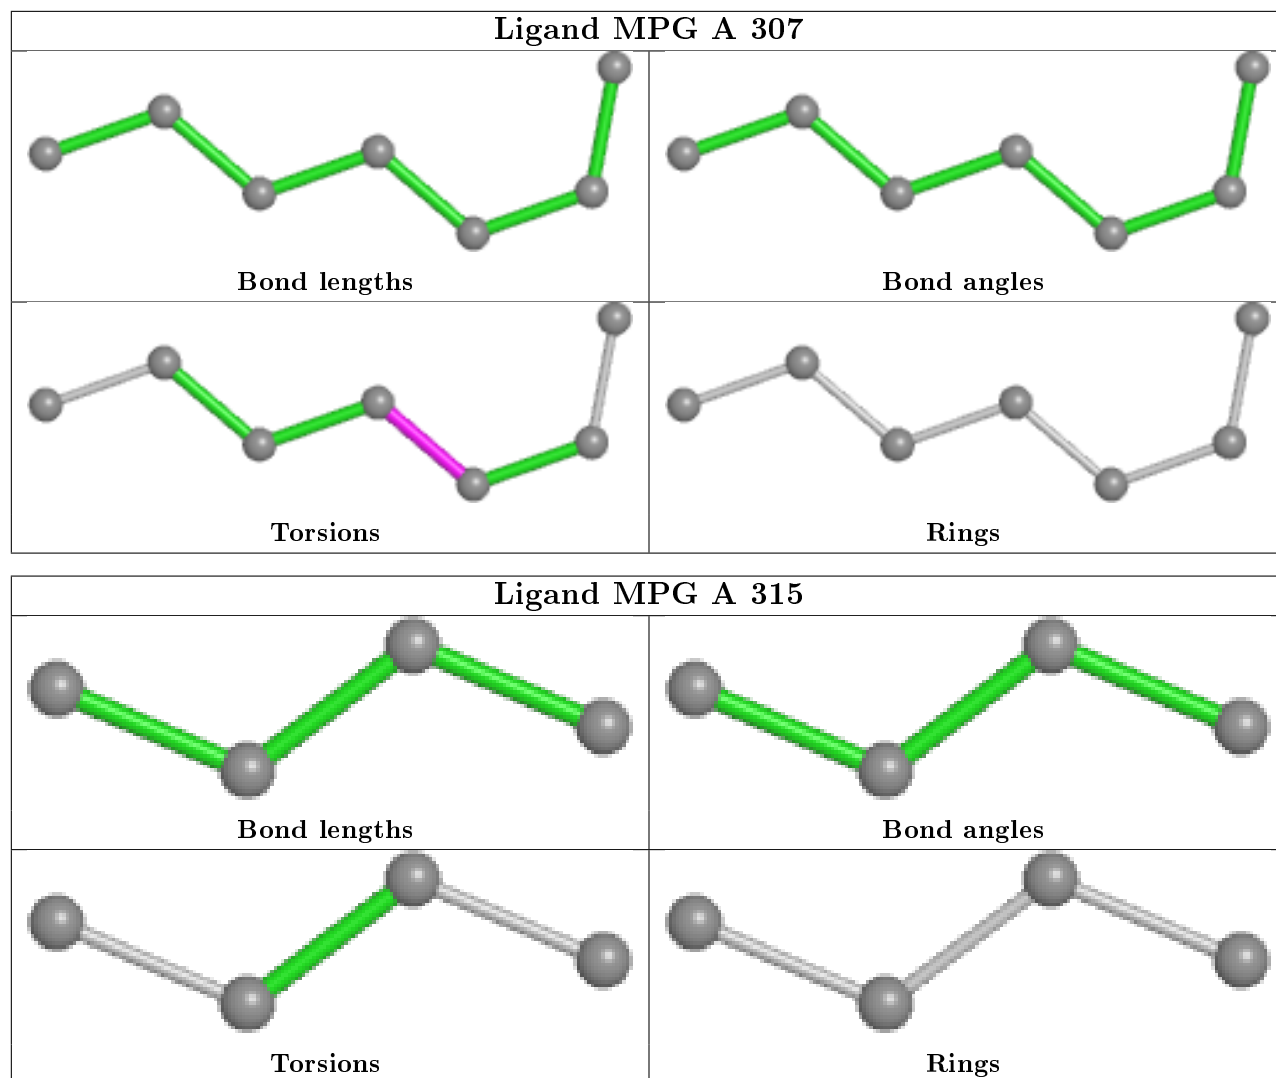 Ligand MPG A 307
Bond lengths
Bond angles
Torsions
Rings
Ligand MPG A 315
Bond lengths
Bond angles
Torsions
Rings